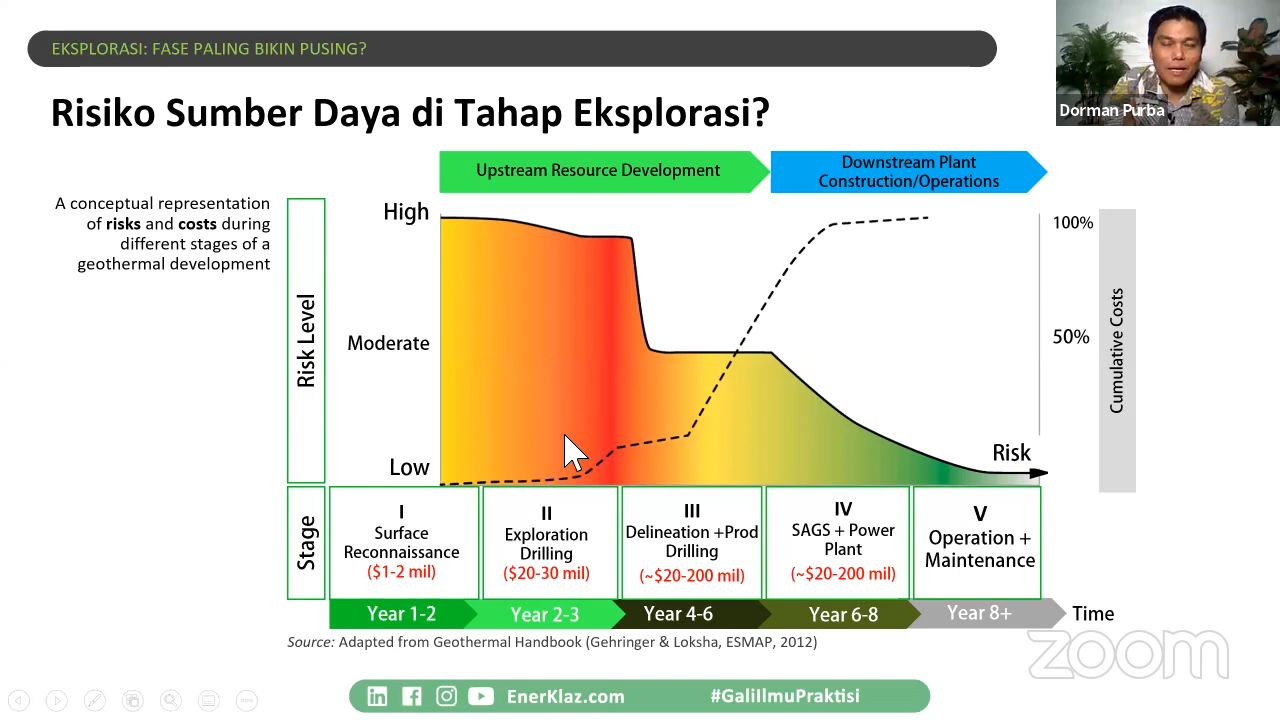 EKSPLORASI: FASE PALING BIKIN PUSING?
Dorman Purba
Risiko Sumber Daya di Tahap Eksplorasi?
Upstream Resource Development
Downstream Plant
Construction/Operations
A conceptual representation
of risks and costs during
different stages of a
geothermal development
Risk Level
High
Moderate
Low
100%
50%
Cumulative Costs
Risk
Stage
I
Surface
Reconnaissance
($1-2 mil)
II
Exploration
Drilling
($20-30 mil)
III
Delineation +Prod
Drilling
(~$20-200 mil)
IV
SAGS + Power
Plant
(~$20-200 mil)
V
Operation +
Maintenance
Year 1-2
Year 2-3
Year 4-6
Year 6-8
Year 8+
Time
Source: Adapted from Geothermal Handbook (Gehringer & Loksha, ESMAP, 2012)
zoom
EnerKlaz.com
#GaliIlmuPraktisi